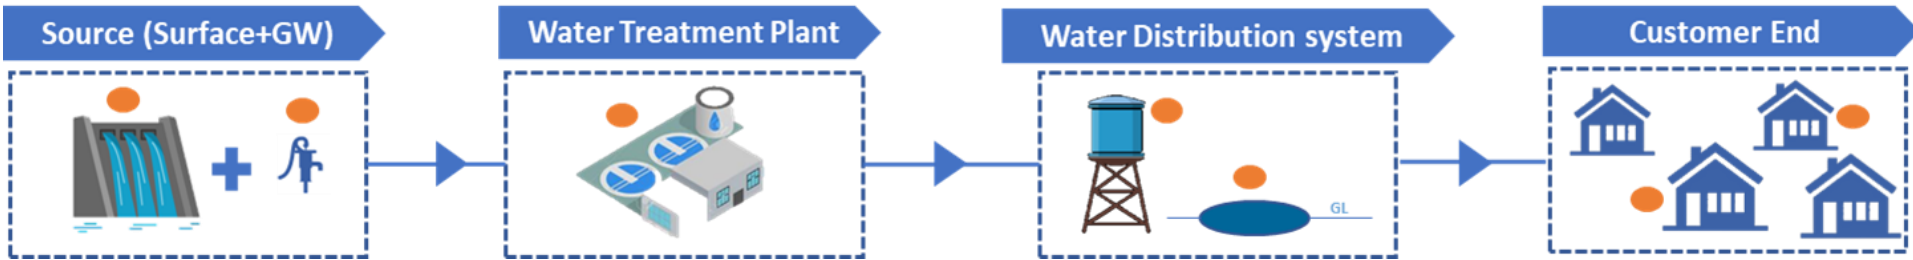 Source (Surface+GW)
Water Treatment Plant
Water Distribution system
Customer End
GL